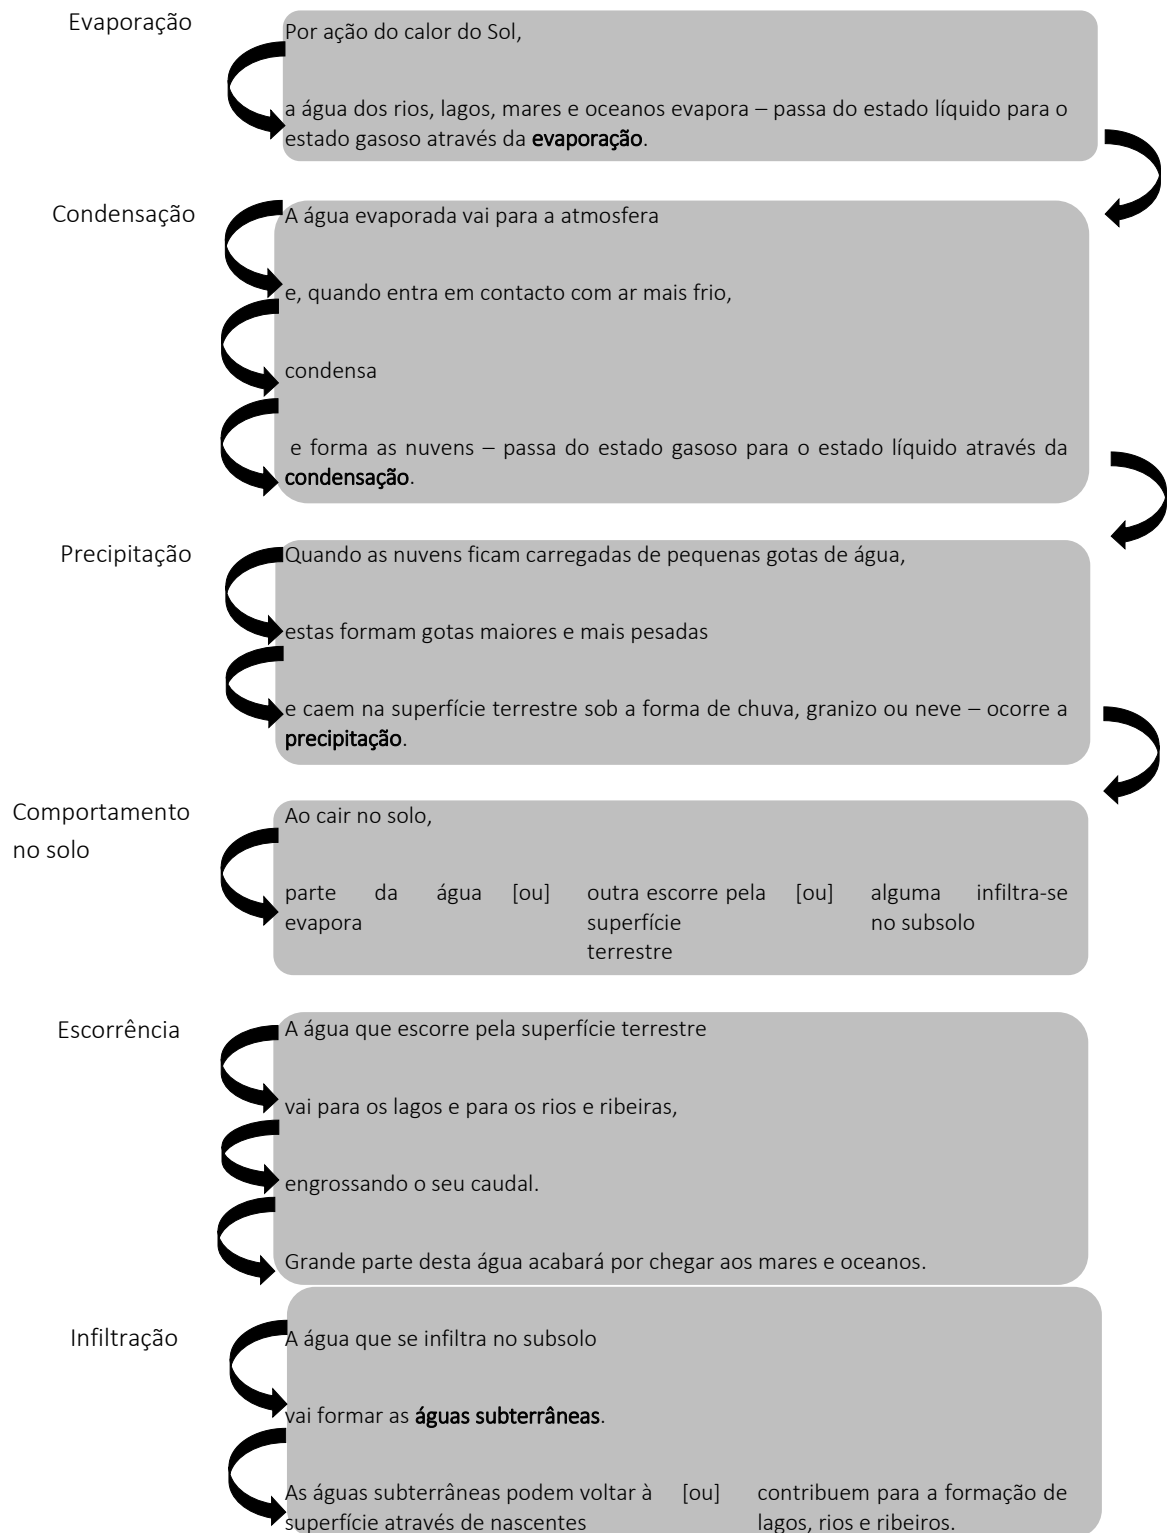 Evaporação
Por ação do calor do Sol,
a água dos rios, lagos, mares e oceanos evapora – passa do estado líquido para o
estado gasoso através da evaporação.
Condensação
A água evaporada vai para a atmosfera
e, quando entra em contacto com ar mais frio,
condensa
e forma as nuvens – passa do estado gasoso para o estado líquido através da
condensação.
Precipitação
Quando as nuvens ficam carregadas de pequenas gotas de água,
estas formam gotas maiores e mais pesadas
e caem na superfície terrestre sob a forma de chuva, granizo ou neve – ocorre a
precipitação.
Comportamento
no solo
Ao cair no solo,
parte da água [ou] outra escorre pela [ou] alguma infiltra-se
evapora superfície no subsolo
terrestre
Escorrência
A água que escorre pela superfície terrestre
vai para os lagos e para os rios e ribeiras,
engrossando o seu caudal.
Grande parte desta água acabará por chegar aos mares e oceanos.
Infiltração
A água que se infiltra no subsolo
vai formar as águas subterrâneas.
As águas subterrâneas podem voltar à [ou] contribuem para a formação de
superfície através de nascentes lagos, rios e ribeiros.